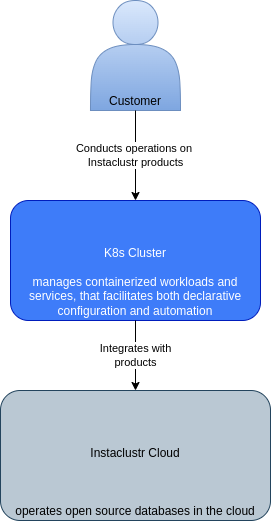 Customer
Conducts operations on
Instaclustr products
K8s Cluster
manages containerized workloads and
services, that facilitates both declarative
configuration and automation
Integrates with
products
Instaclustr Cloud
operates open source databases in the cloud